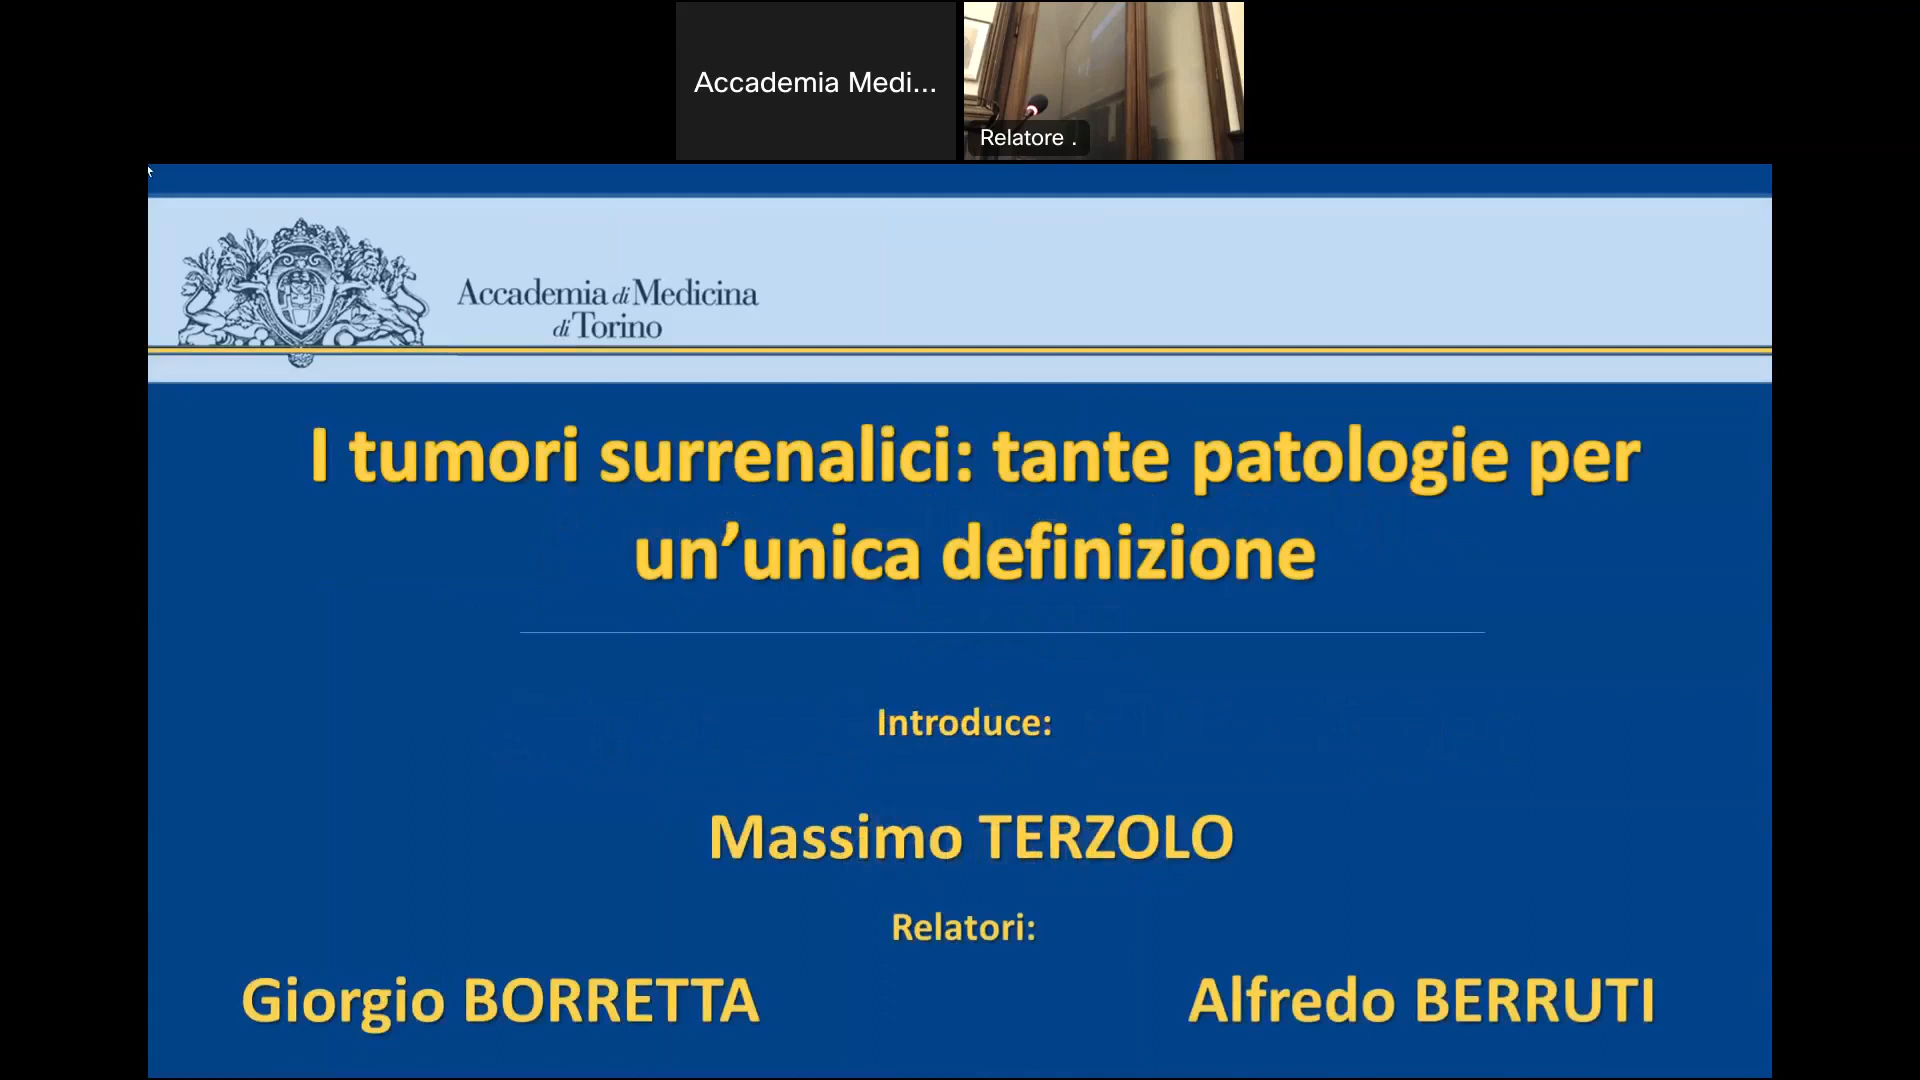 Accademia Medi...
Relatore .
Accademia di Medicina
di Torino
I tumori surrenalici: tante patologie per
un’unica definizione
Introduce:
Massimo TERZOLO
Relatori:
Giorgio BORRETTA
Alfredo BERRUTI